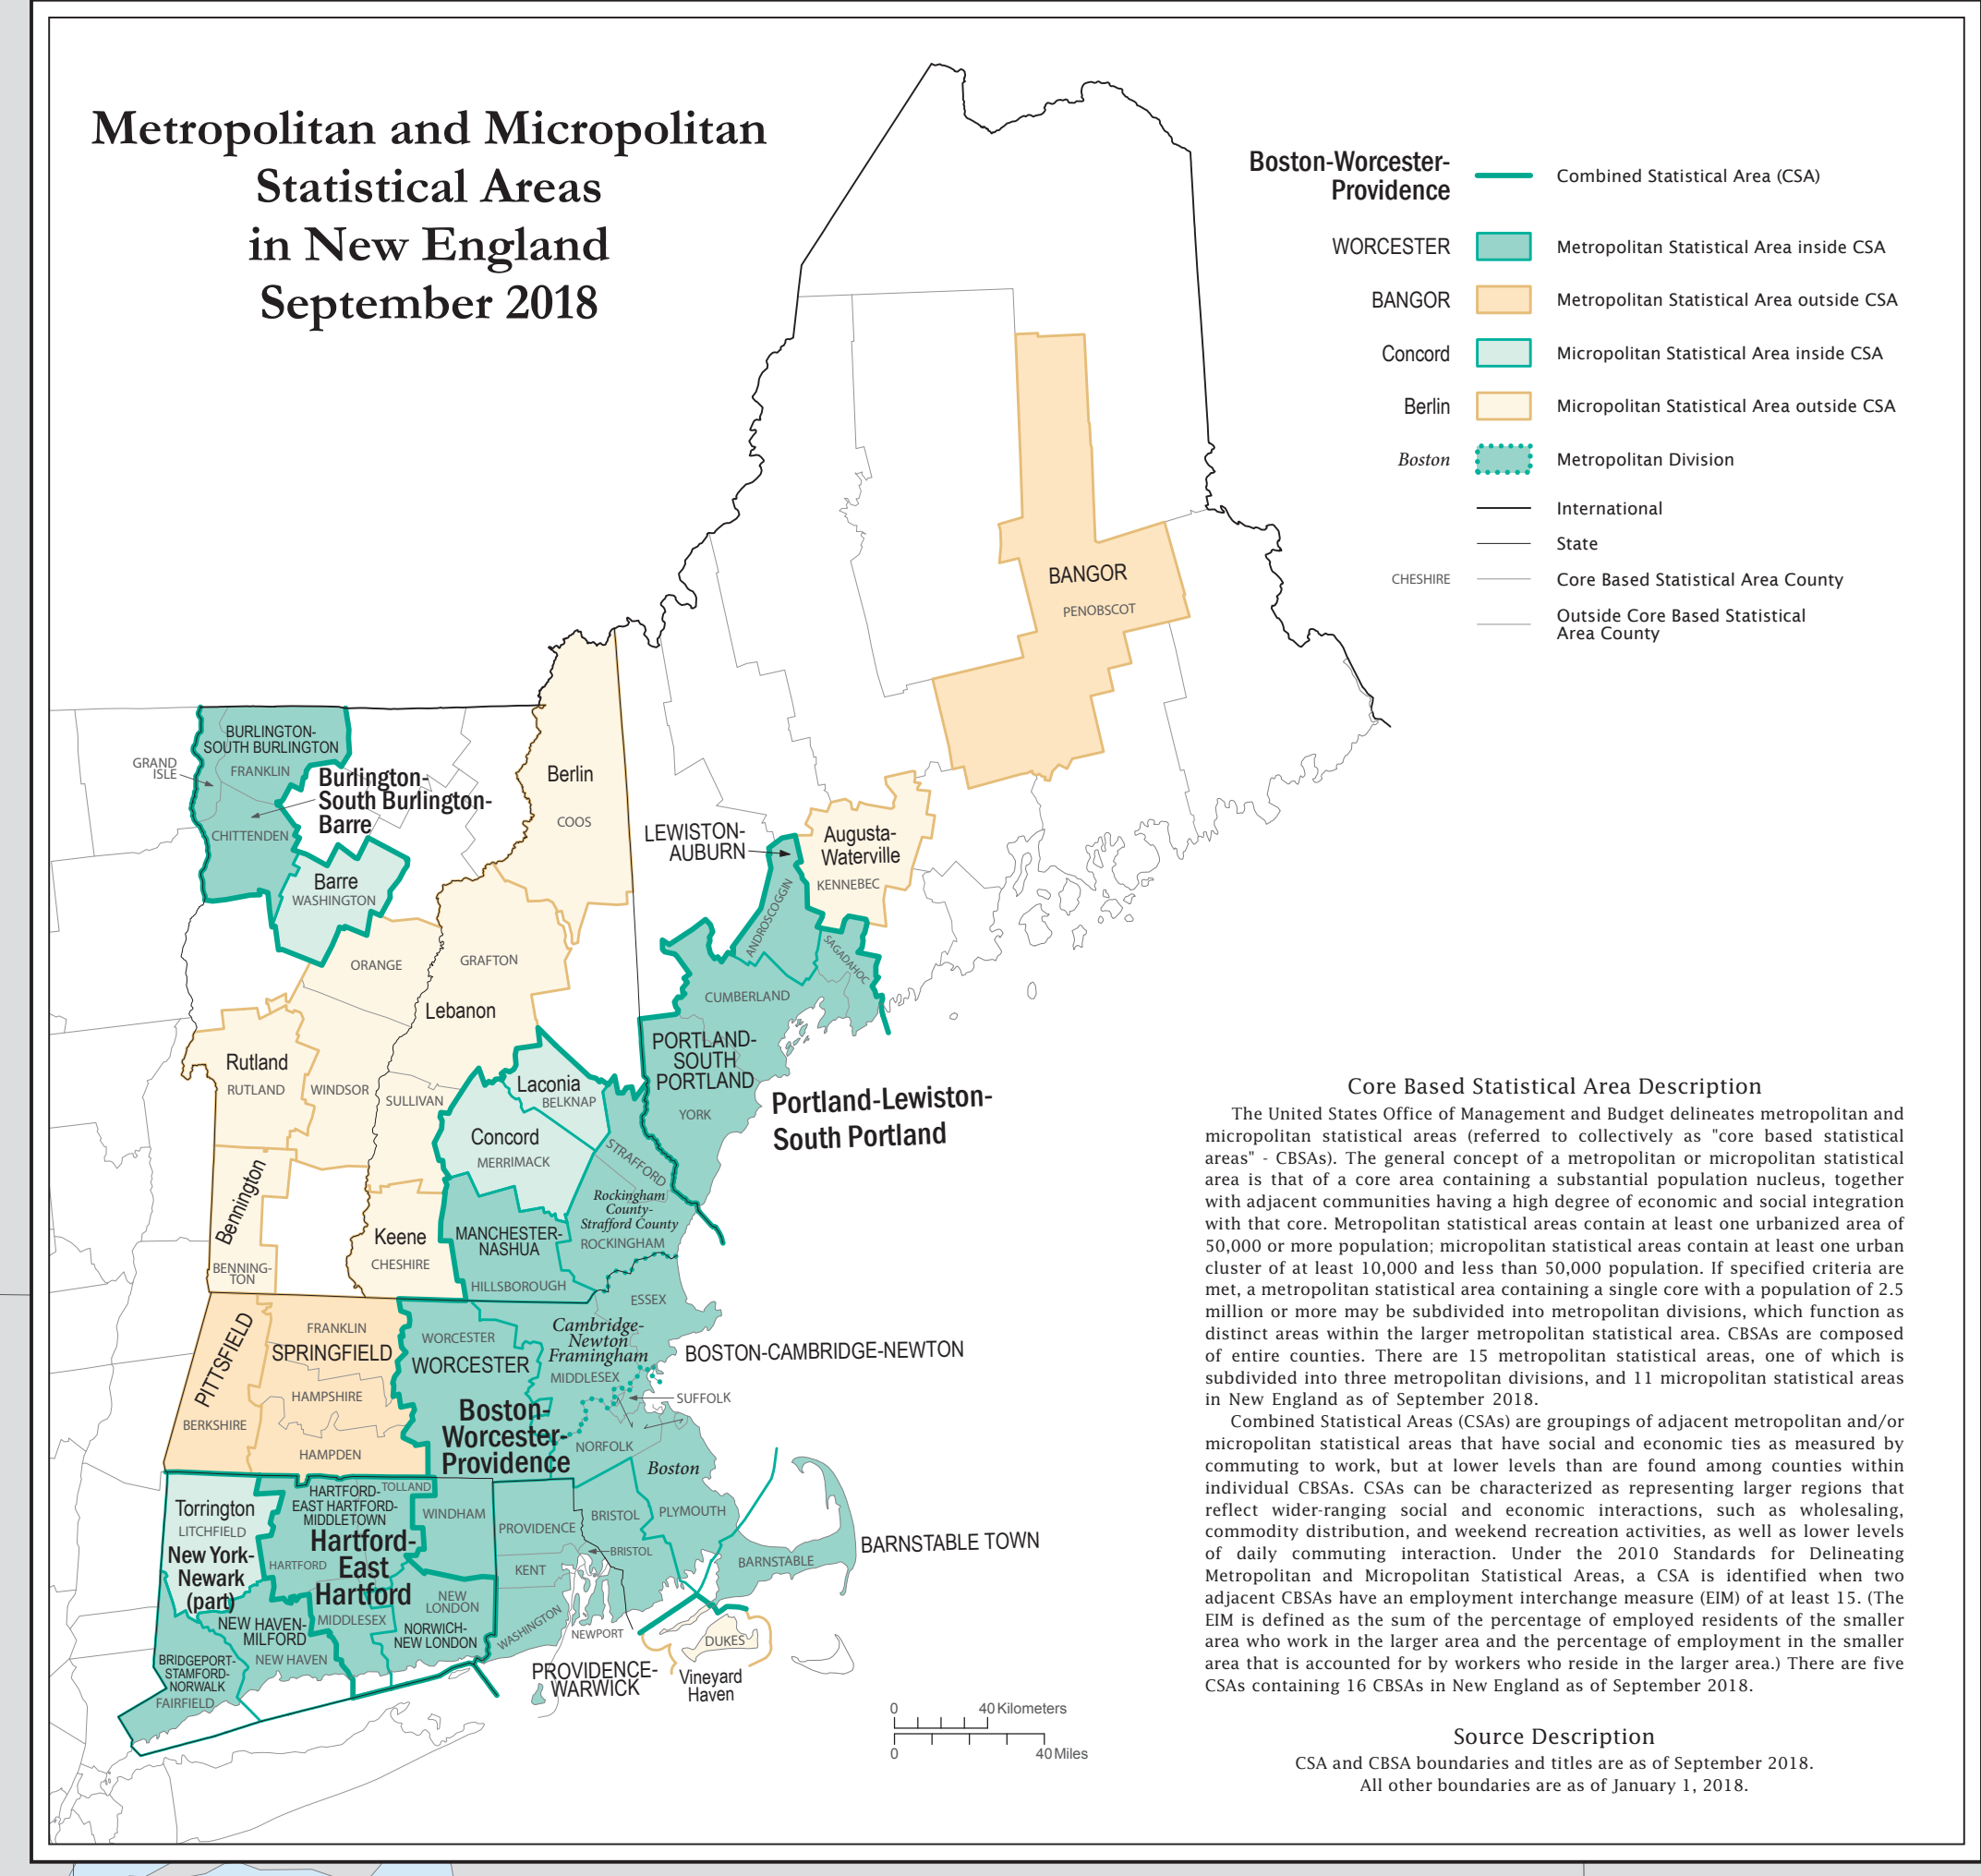 Metropolitan and Micropolitan
Statistical Areas
in New England
September 2018
Boston-Worcester-
Providence
Combined Statistical Area (CSA)
WORCESTER
Metropolitan Statistical Area inside CSA
BANGOR
Metropolitan Statistical Area outside CSA
Concord
Micropolitan Statistical Area inside CSA
Berlin
Micropolitan Statistical Area outside CSA
Boston
Metropolitan Division
International
State
CHESHIRE
Core Based Statistical Area County
Outside Core Based Statistical
Area County
BANGOR
PENOBSCOT
BURLINGTON-
SOUTH BURLINGTON
GRAND
ISLE
FRANKLIN
Burlington-
South Burlington-
Barre
CHITTENDEN
Barre
WASHINGTON
Berlin
COOS
LEWISTON-
AUBURN
Augusta-
Waterville
KENNEBEC
ANDROSCOGGIN
SAGADAHOC
ORANGE
GRAFTON
Lebanon
CUMBERLAND
PORTLAND-
SOUTH
PORTLAND
YORK
Portland-Lewiston-
South Portland
Rutland
RUTLAND
WINDSOR
SULLIVAN
Laconia
BELKNAP
Concord
MERRIMACK
STRAFFORD
Rockingham
County-
Strafford County
ROCKINGHAM
Bennington
BENNING-
TON
Keene
CHESHIRE
MANCHESTER-
NASHUA
HILLSBOROUGH
ESSEX
PITTSFIELD
BERKSHIRE
FRANKLIN
SPRINGFIELD
HAMPSHIRE
HAMPDEN
WORCESTER
WORCESTER
Cambridge-
Newton
Framingham
MIDDLESEX
BOSTON-CAMBRIDGE-NEWTON
SUFFOLK
Boston-
Worcester-
Providence
NORFOLK
Boston
PLYMOUTH
BRISTOL
Torrington
LITCHFIELD
HARTFORD-
EAST HARTFORD-
MIDDLETOWN
TOLLAND
WINDHAM
PROVIDENCE
BRISTOL
KENT
Hartford-
East
Hartford
HARTFORD
New York-
Newark
(part)
NEW HAVEN-
MILFORD
NEW HAVEN
MIDDLESEX
NEW
LONDON
NORWICH-
NEW LONDON
WASHINGTON
NEWPORT
BARNSTABLE
BARNSTABLE TOWN
DUKES
Vineyard
Haven
PROVIDENCE-
WARWICK
BRIDGEPORT-
STAMFORD-
NORWALK
FAIRFIELD
0 40 Kilometers
0 40 Miles
Core Based Statistical Area Description
The United States Office of Management and Budget delineates metropolitan and
micropolitan statistical areas (referred to collectively as "core based statistical
areas" - CBSAs). The general concept of a metropolitan or micropolitan statistical
area is that of a core area containing a substantial population nucleus, together
with adjacent communities having a high degree of economic and social integration
with that core. Metropolitan statistical areas contain at least one urbanized area of
50,000 or more population; micropolitan statistical areas contain at least one urban
cluster of at least 10,000 and less than 50,000 population. If specified criteria are
met, a metropolitan statistical area containing a single core with a population of 2.5
million or more may be subdivided into metropolitan divisions, which function as
distinct areas within the larger metropolitan statistical area. CBSAs are composed
of entire counties. There are 15 metropolitan statistical areas, one of which is
subdivided into three metropolitan divisions, and 11 micropolitan statistical areas
in New England as of September 2018.
Combined Statistical Areas (CSAs) are groupings of adjacent metropolitan and/or
micropolitan statistical areas that have social and economic ties as measured by
commuting to work, but at lower levels than are found among counties within
individual CBSAs. CSAs can be characterized as representing larger regions that
reflect wider-ranging social and economic interactions, such as wholesaling,
commodity distribution, and weekend recreation activities, as well as lower levels
of daily commuting interaction. Under the 2010 Standards for Delineating
Metropolitan and Micropolitan Statistical Areas, a CSA is identified when two
adjacent CBSAs have an employment interchange measure (EIM) of at least 15. (The
EIM is defined as the sum of the percentage of employed residents of the smaller
area who work in the larger area and the percentage of employment in the smaller
area that is accounted for by workers who reside in the larger area.) There are five
CSAs containing 16 CBSAs in New England as of September 2018.
Source Description
CSA and CBSA boundaries and titles are as of September 2018.
All other boundaries are as of January 1, 2018.